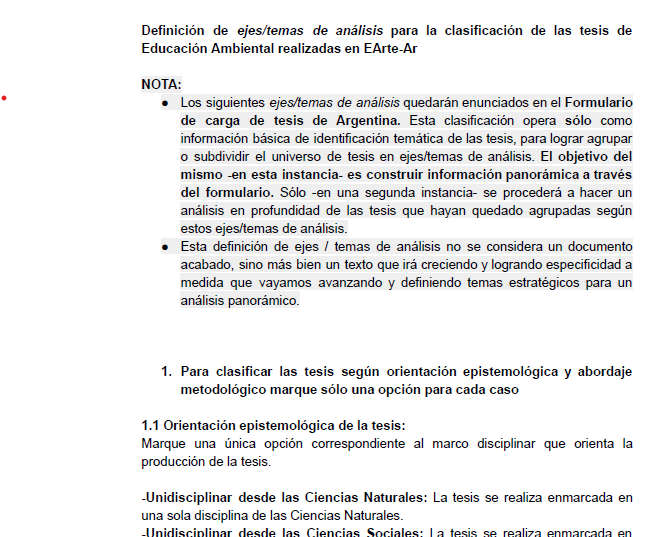 Definición de ejes/temas de análisis para la clasificación de las tesis de
Educación Ambiental realizadas en EArte-Ar
NOTA:
● Los siguientes ejes/temas de análisis quedarán enunciados en el Formulario
de carga de tesis de Argentina. Esta clasificación opera sólo como
información básica de identificación temática de las tesis, para lograr agrupar
o subdividir el universo de tesis en ejes/temas de análisis. El objetivo del
mismo -en esta instancia- es construir información panorámica a través
del formulario. Sólo -en una segunda instancia- se procederá a hacer un
análisis en profundidad de las tesis que hayan quedado agrupadas según
estos ejes/temas de análisis.
● Esta definición de ejes / temas de análisis no se considera un documento
acabado, sino más bien un texto que irá creciendo y logrando especificidad a
medida que vayamos avanzando y definiendo temas estratégicos para un
análisis panorámico.
1. Para clasificar las tesis según orientación epistemológica y abordaje
metodológico marque sólo una opción para cada caso
1.1 Orientación epistemológica de la tesis:
Marque una única opción correspondiente al marco disciplinar que orienta la
producción de la tesis.
-Unidisciplinar desde las Ciencias Naturales: La tesis se realiza enmarcada en
una sola disciplina de las Ciencias Naturales.
-Unidisciplinar desde las Ciencias Sociales: La tesis se realiza enmarcada en